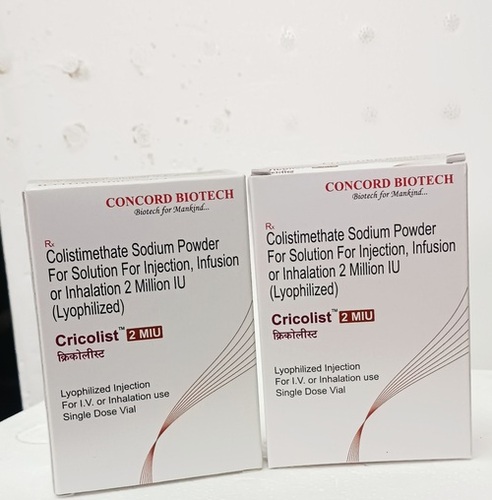 CONCORD BIOTECH
Biotech for Mankind...
Rx
Colistimethate Sodium Powder
For Solution For Injection, Infusion
or Inhalation 2 Million IU
(Lyophilized)
Cricolist™ 2 MIU
क्रिकोलीस्ट
Lyophilized Injection
For I.V. or Inhalation use
Single Dose Vial
CONCORD BIOTECH
Biotech for Mankind...
Rx
Colistimethate Sodium Powder
For Solution For Injection, Infusion
or Inhalation 2 Million IU
(Lyophilized)
Cricolist™ 2 MIU
क्रिकोलीस्ट
Lyophilized Injection
For I.V. or Inhalation use
Single Dose Vial